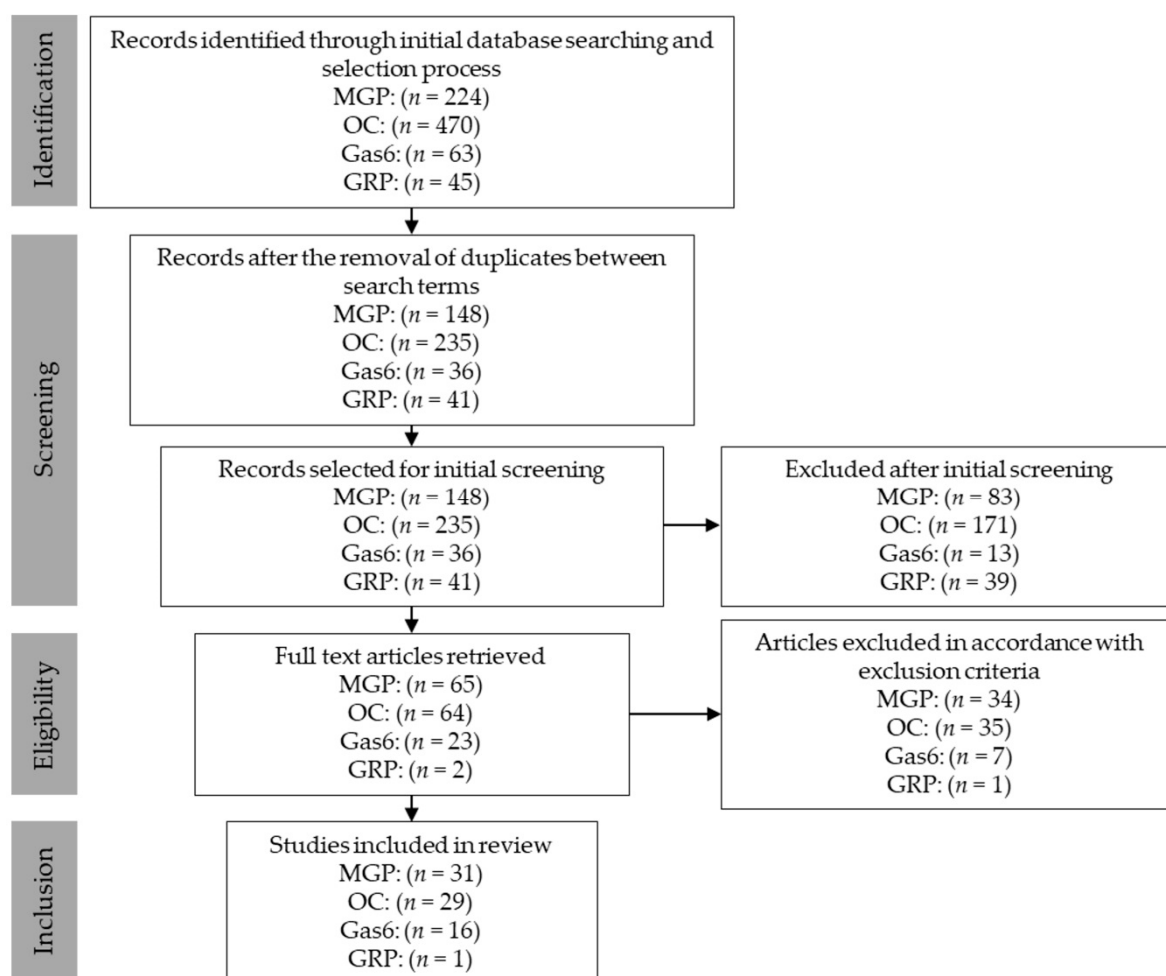 Identification
Records identified through initial database searching and
selection process
MGP: (n = 224)
OC: (n = 470)
Gas6: (n = 63)
GRP: (n = 45)
Screening
Records after the removal of duplicates between
search terms
MGP: (n = 148)
OC: (n = 235)
Gas6: (n = 36)
GRP: (n = 41)
Records selected for initial screening
MGP: (n = 148)
OC: (n = 235)
Gas6: (n = 36)
GRP: (n = 41)
Excluded after initial screening
MGP: (n = 83)
OC: (n = 171)
Gas6: (n = 13)
GRP: (n = 39)
Eligibility
Full text articles retrieved
MGP: (n = 65)
OC: (n = 64)
Gas6: (n = 23)
GRP: (n = 2)
Articles excluded in accordance with
exclusion criteria
MGP: (n = 34)
OC: (n = 35)
Gas6: (n = 7)
GRP: (n = 1)
Inclusion
Studies included in review
MGP: (n = 31)
OC: (n = 29)
Gas6: (n = 16)
GRP: (n = 1)